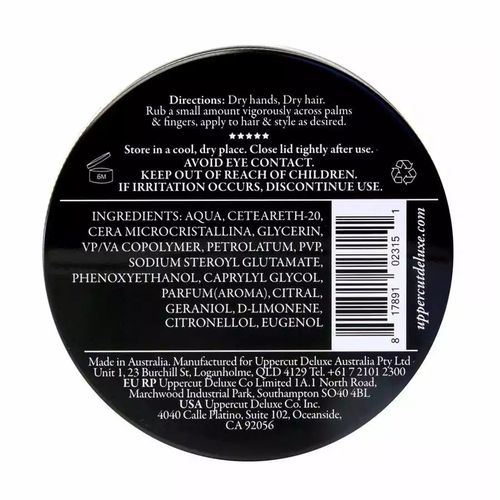 Directions: Dry hands, Dry hair.
Rub a small amount vigorously across palms
& fingers, apply to hair & style as desired.
Store in a cool, dry place. Close lid tightly after use.
AVOID EYE CONTACT.
KEEP OUT OF REACH OF CHILDREN.
IF IRRITATION OCCURS, DISCONTINUE USE.
6M
INGREDIENTS: AQUA, CETEARETH-20,
CERA MICROCRISTALLINA, GLYCERIN,
VP/VA COPOLYMER, PETROLATUM, PVP,
SODIUM STEROYL GLUTAMATE,
PHENOXYETHANOL, CAPRYLYL GLYCOL,
PARFUM(AROMA), CITRAL,
GERANIOL, D-LIMONENE,
CITRONELLOL, EUGENOL
8 17891 02315 1
uppercutdeluxe.com
Made in Australia. Manufactured for Uppercut Deluxe Australia Pty Ltd
Unit 1, 23 Burchill St, Loganholme, QLD 4129 Tel. +61 7 2101 2300
EU RP Uppercut Deluxe Co Limited 1A.1 North Road,
Marchwood Industrial Park, Southampton SO40 4BL
USA Uppercut Deluxe Co. Inc.
4040 Calle Platino, Suite 102, Oceanside,
CA 92056